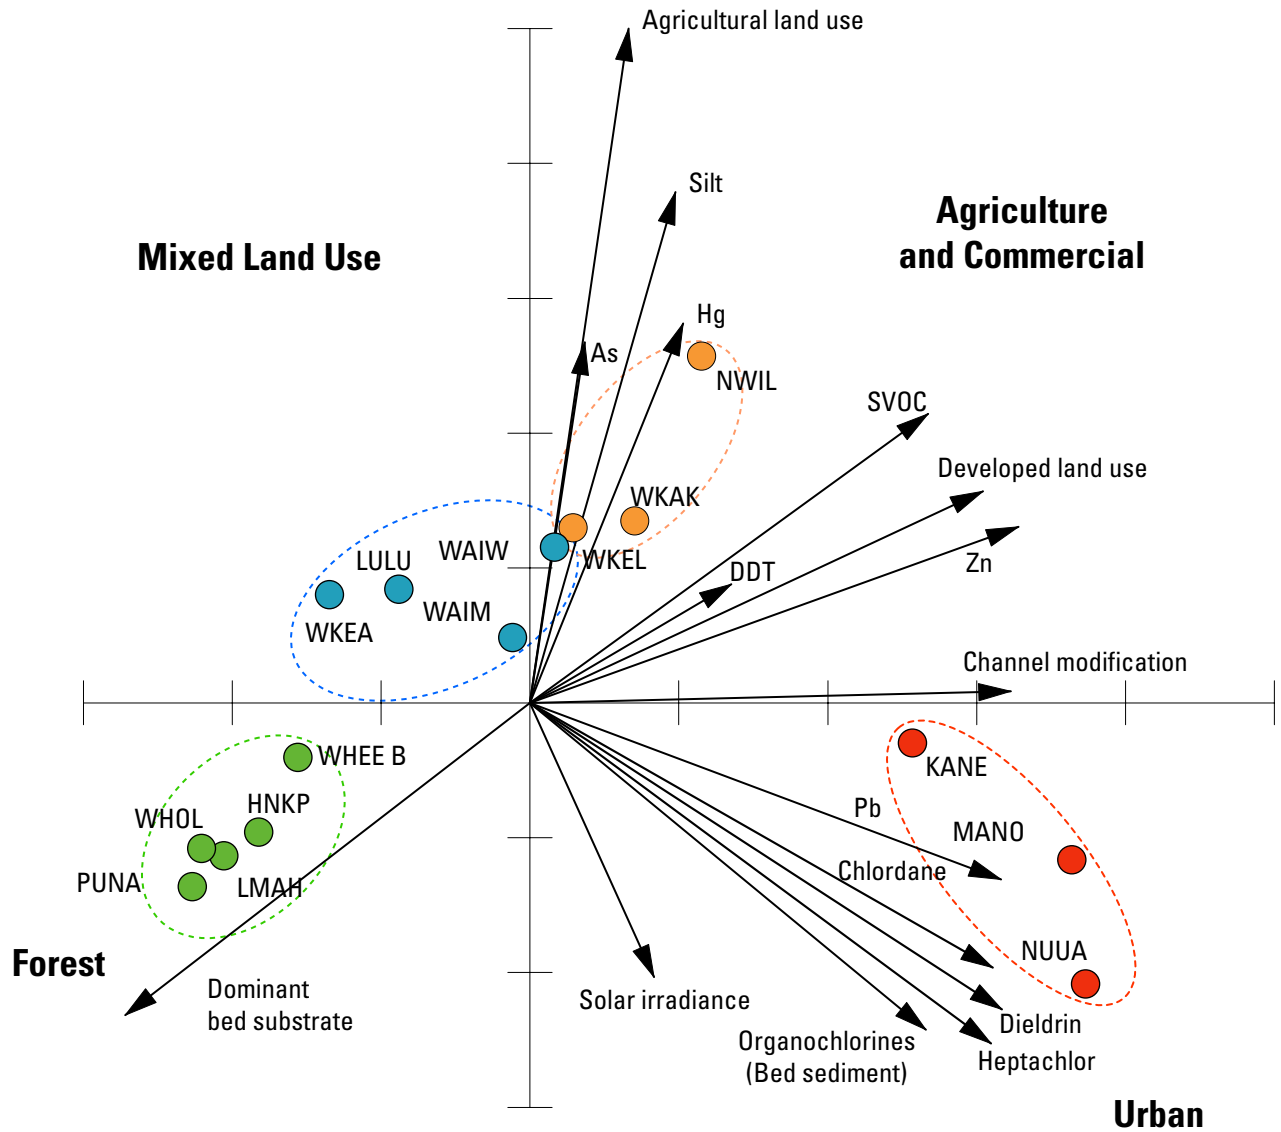 Agricultural land use
Silt
Agriculture
and Commercial
Mixed Land Use
Hg
As
NWIL
SVOC
Developed land use
WKAK
WAIW
WKEL
Zn
LULU
DDT
WAIM
WKEA
Channel modification
WHEE B
KANE
HNKP
Pb
WHOL
MANO
Chlordane
PUNA
LMAH
NUUA
Forest
Dominant
bed substrate
Solar irradiance
Dieldrin
Organochlorines
(Bed sediment)
Heptachlor
Urban